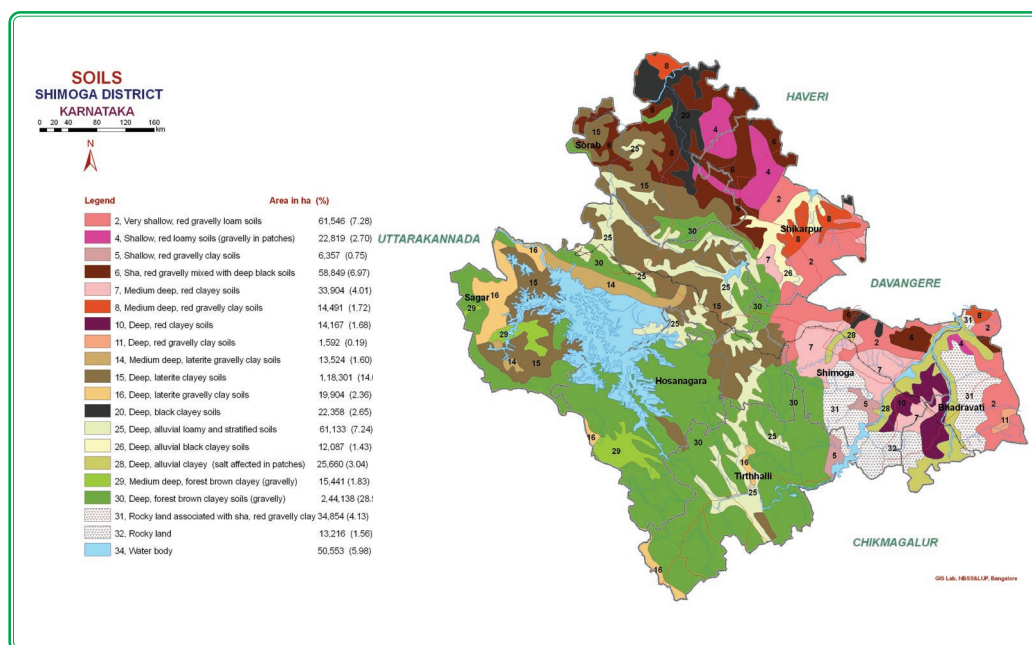 SOILS
SHIMOGA DISTRICT
KARNATAKA
0 20 40 80 120 160
km
N
Legend Area in ha (%)
2, Very shallow, red gravelly loam soils 61,546 (7.28)
4, Shallow, red loamy soils (gravelly in patches) 22,819 (2.70)
5, Shallow, red gravelly clay soils 6,357 (0.75)
6, Sha, red gravelly mixed with deep black soils 58,849 (6.97)
7, Medium deep, red clayey soils 33,904 (4.01)
8, Medium deep, red gravelly clay soils 14,491 (1.72)
10, Deep, red clayey soils 14,167 (1.68)
11, Deep, red gravelly clay soils 1,592 (0.19)
14, Medium deep, laterite gravelly clay soils 13,524 (1.60)
15, Deep, laterite clayey soils 1,18,301 (14.
16, Deep, laterite gravelly clay soils 19,904 (2.36)
20, Deep, black clayey soils 22,358 (2.65)
25, Deep, alluvial loamy and stratified soils 61,133 (7.24)
26, Deep, alluvial black clayey soils 12,087 (1.43)
28, Deep, alluvial clayey (salt affected in patches) 25,660 (3.04)
29, Medium deep, forest brown clayey (gravelly) 15,441 (1.83)
30, Deep, forest brown clayey soils (gravelly) 2,44,138 (28.
31, Rocky land associated with sha, red gravelly clay 34,854 (4.13)
32, Rocky land 13,216 (1.56)
34, Water body 50,553 (5.98)
HAVERI
UTTARAKANNADA
DAVANGERE
CHIKMAGALUR
Sorab
Shikarpur
Sagar
Hosanagara
Shimoga
Bhadravati
Tirthhalli
GIS Lab, NBSS&LUP, Bangalore